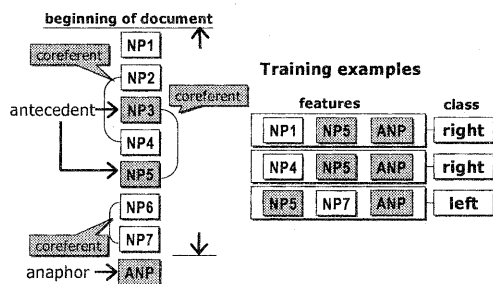 beginning of document
NP1
coreferent
NP2
antecedent
NP3
coreferent
NP4
NP5
NP6
coreferent
NP7
anaphor
ANP
Training examples
features class
NP1 NP5 ANP right
NP4 NP5 ANP right
NP5 NP7 ANP left